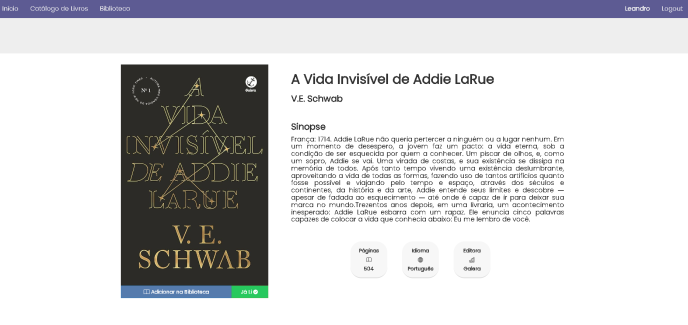 Início Catálogo de Livros Biblioteca Leandro Logout
A
VIDA
INVISÍVEL
DE ADDIE
LARUE
V. E.
SCHWAB
Nº 1
Galera
Adicionar na Biblioteca Já li
A Vida Invisível de Addie LaRue
V.E. Schwab
Sinopse
França: 1714. Addie LaRue não queria pertercer a ninguém ou a lugar nenhum. Em
um momento de desespero, a jovem faz um pacto: a vida eterna, sob a
condição de ser esquecida por quem a conhecer. Um piscar de olhos, e, como
um sopro, Addie se vai. Uma virada de costas, e sua existência se dissipa na
memória de todos. Após tanto tempo vivendo uma existência deslumbrante,
aproveitando a vida de todas as formas, fazendo uso de tantos artifícios quanto
fosse possível e viajando pelo tempo e espaço, através dos séculos e
continentes, da história e da arte, Addie entende seus limites e descobre —
apesar de fadada ao esquecimento — até onde é capaz de ir para deixar sua
marca no mundo.Trezentos anos depois, em uma livraria, um acontecimento
inesperado: Addie LaRue esbarra com um rapaz. Ele enuncia cinco palavras
capazes de colocar a vida que conhecia abaixo: Eu me lembro de você.
Páginas Idioma Editora
504 Português Galera